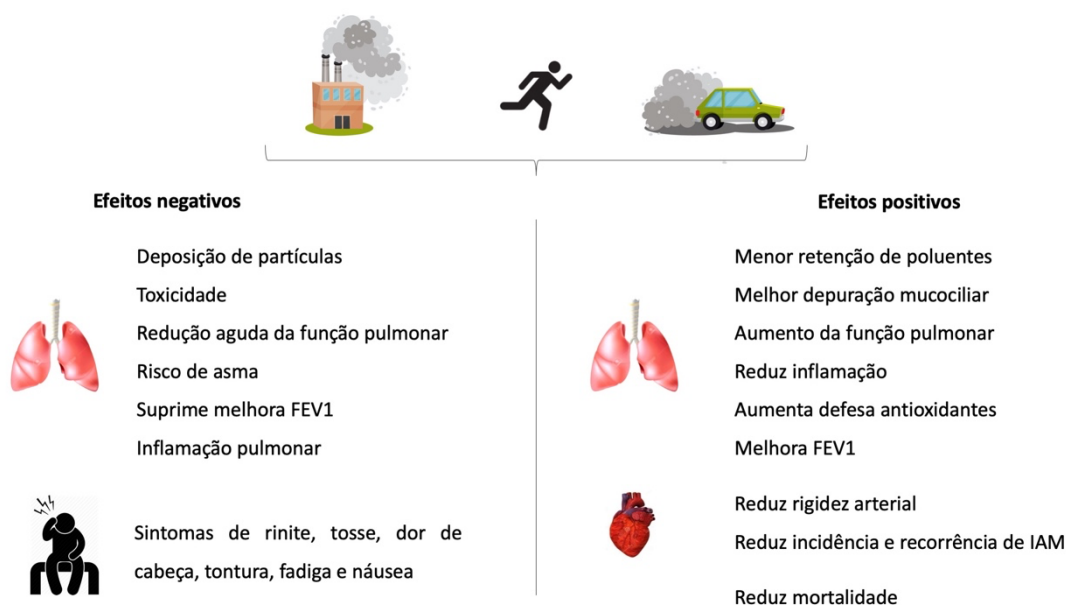 Efeitos negativos
Deposição de partículas
Toxicidade
Redução aguda da função pulmonar
Risco de asma
Suprime melhora FEV1
Inflamação pulmonar
Sintomas de rinite, tosse, dor de
cabeça, tontura, fadiga e náusea
Efeitos positivos
Menor retenção de poluentes
Melhor depuração mucociliar
Aumento da função pulmonar
Reduz inflamação
Aumenta defesa antioxidantes
Melhora FEV1
Reduz rigidez arterial
Reduz incidência e recorrência de IAM
Reduz mortalidade